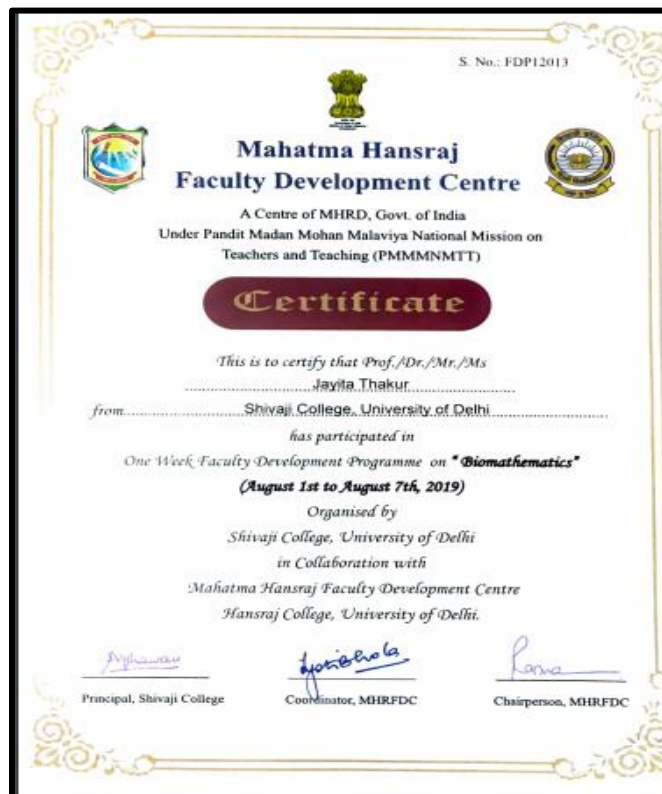 S. No.: FDP12013
Mahatma Hansraj
Faculty Development Centre
A Centre of MHRD, Govt. of India
Under Pandit Madan Mohan Malaviya National Mission on
Teachers and Teaching (PMMMNMTT)
Certificate
This is to certify that Prof./Dr./Mr./Ms
Jayita Thakur
from Shivaji College, University of Delhi
has participated in
One Week Faculty Development Programme on "Biomathematics"
(August 1st to August 7th, 2019)
Organised by
Shivaji College, University of Delhi
in Collaboration with
Mahatma Hansraj Faculty Development Centre
Hansraj College, University of Delhi.
Principal, Shivaji College
Coordinator, MHRFDC
Chairperson, MHRFDC